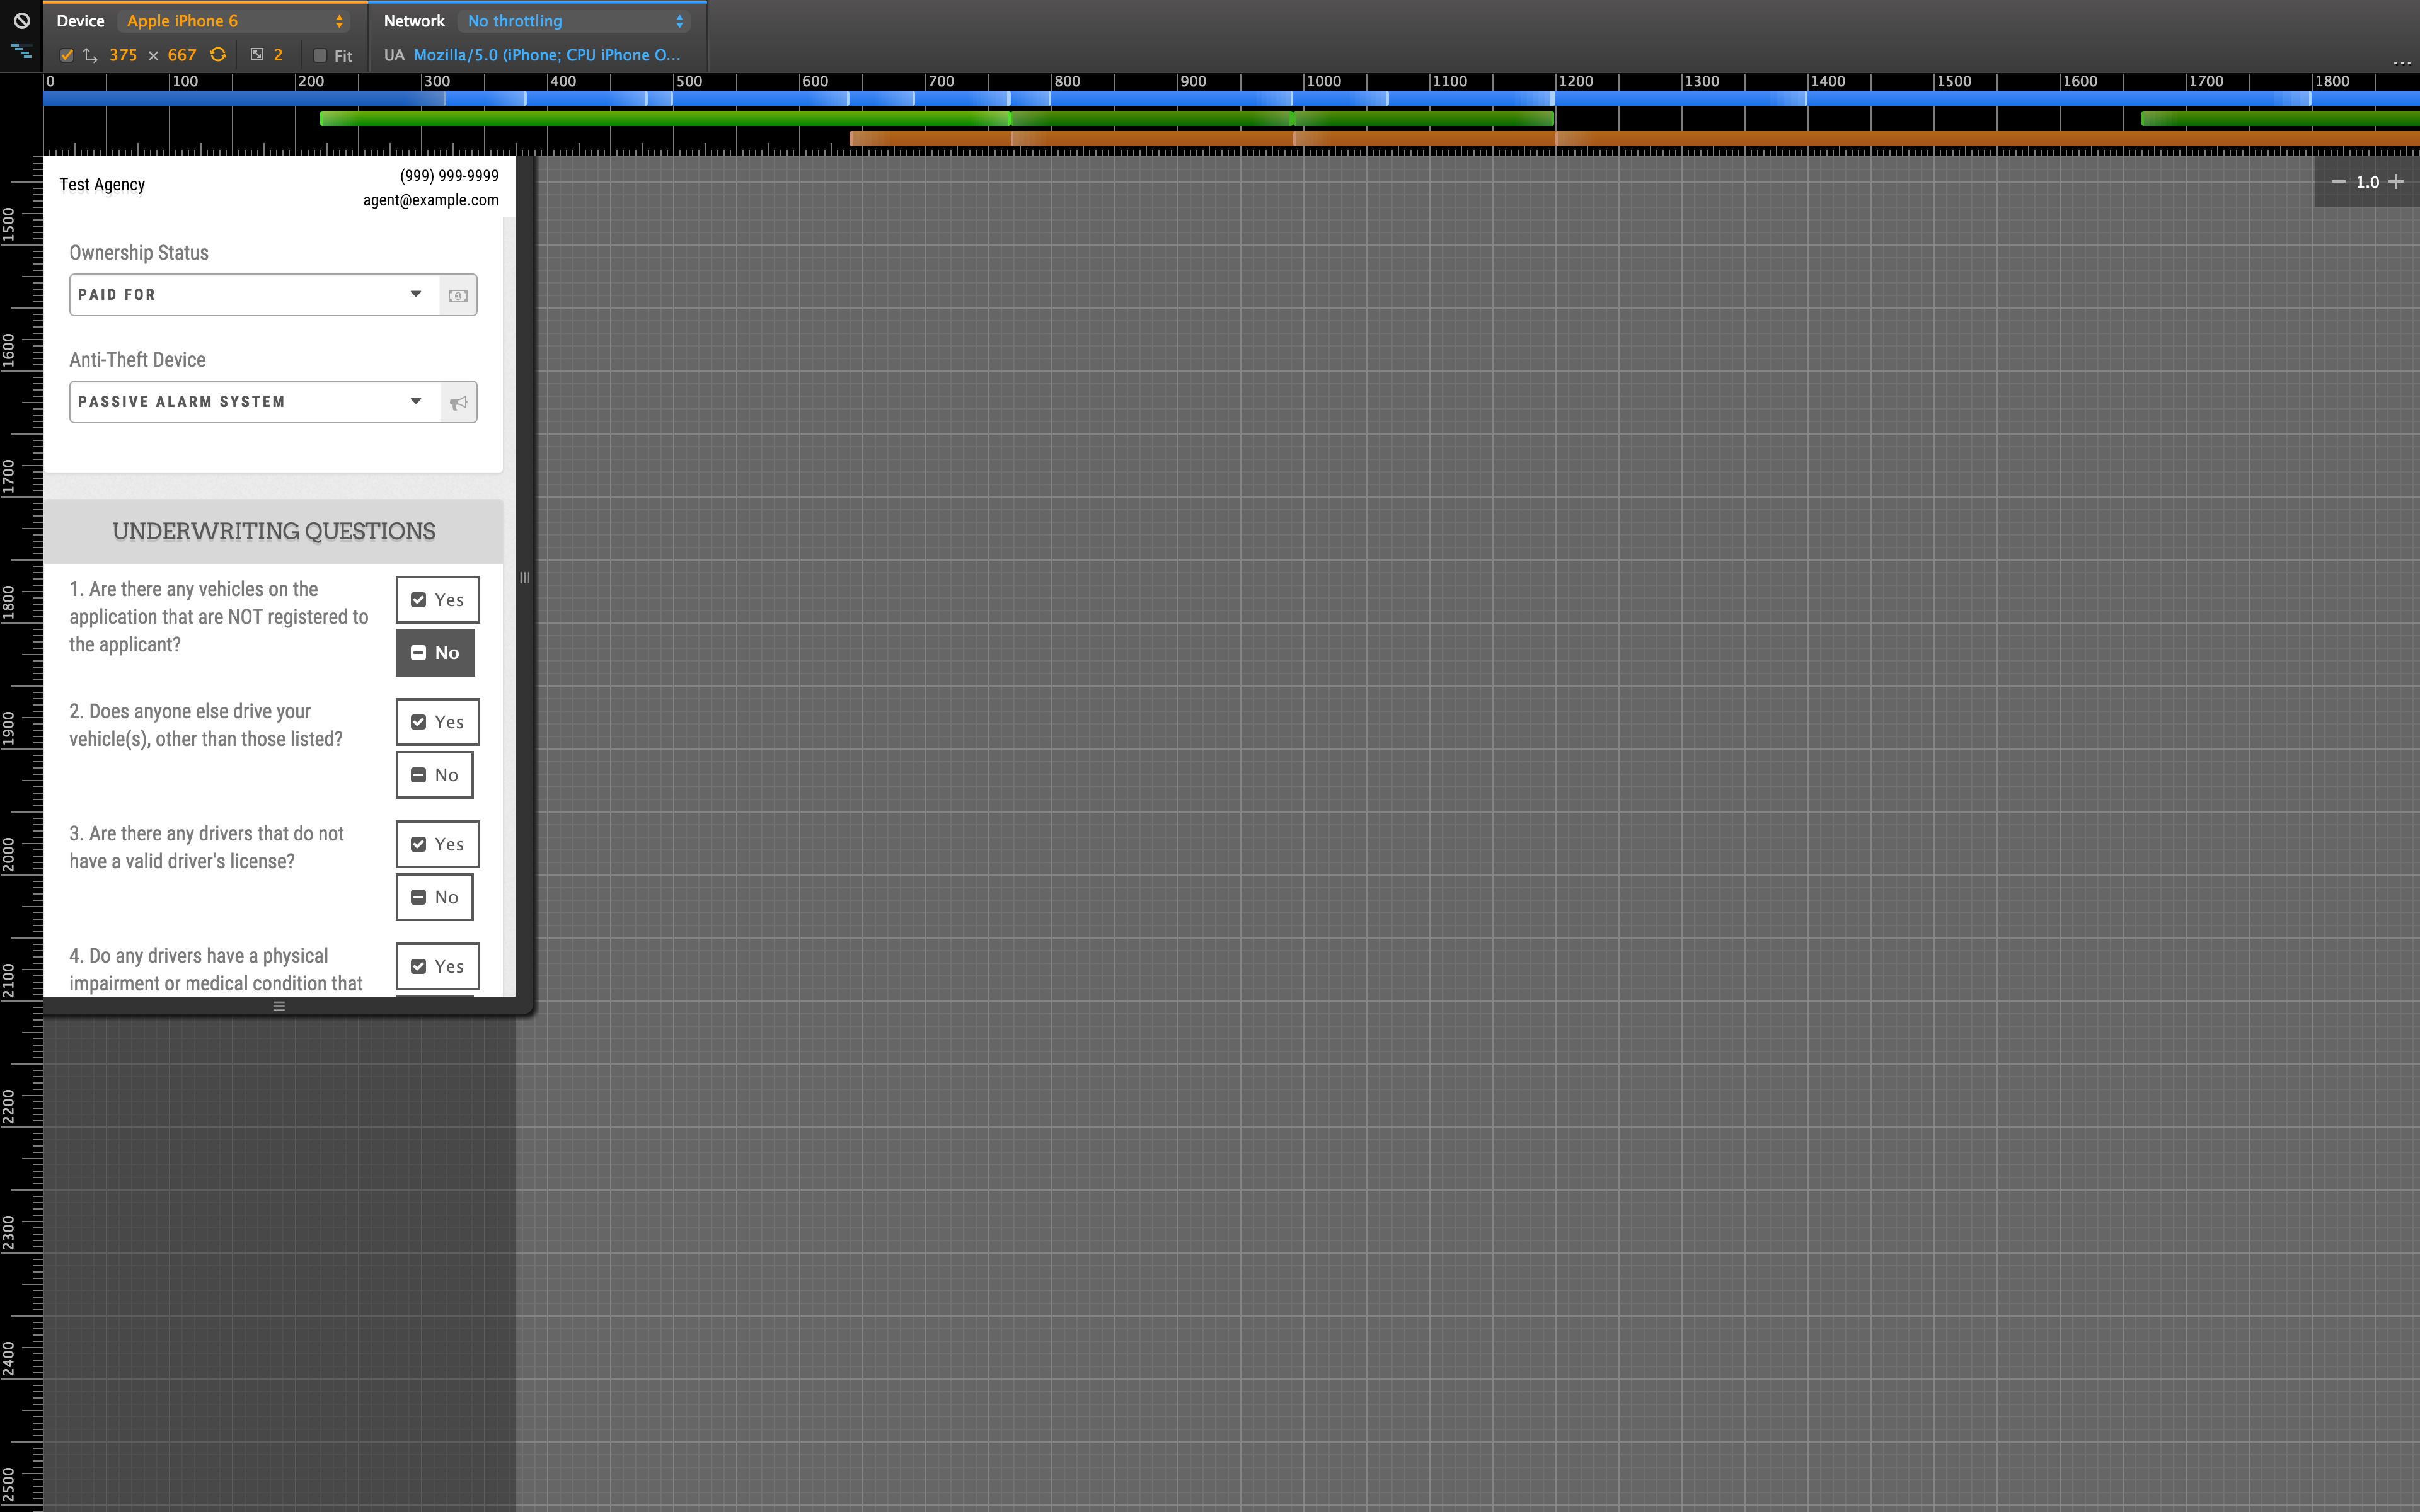 Device Apple iPhone 6 Network No throttling
375 × 667 2 Fit UA Mozilla/5.0 (iPhone; CPU iPhone O...
...
0 100 200 300 400 500 600 700 800 900 1000 1100 1200 1300 1400 1500 1600 1700 1800
1.0
Test Agency
(999) 999-9999
agent@example.com
Ownership Status
PAID FOR
Anti-Theft Device
PASSIVE ALARM SYSTEM
UNDERWRITING QUESTIONS
1. Are there any vehicles on the
application that are NOT registered to
the applicant?
Yes
No
2. Does anyone else drive your
vehicle(s), other than those listed?
Yes
No
3. Are there any drivers that do not
have a valid driver's license?
Yes
No
4. Do any drivers have a physical
impairment or medical condition that
Yes
1500
1600
1700
1800
1900
2000
2100
2200
2300
2400
2500